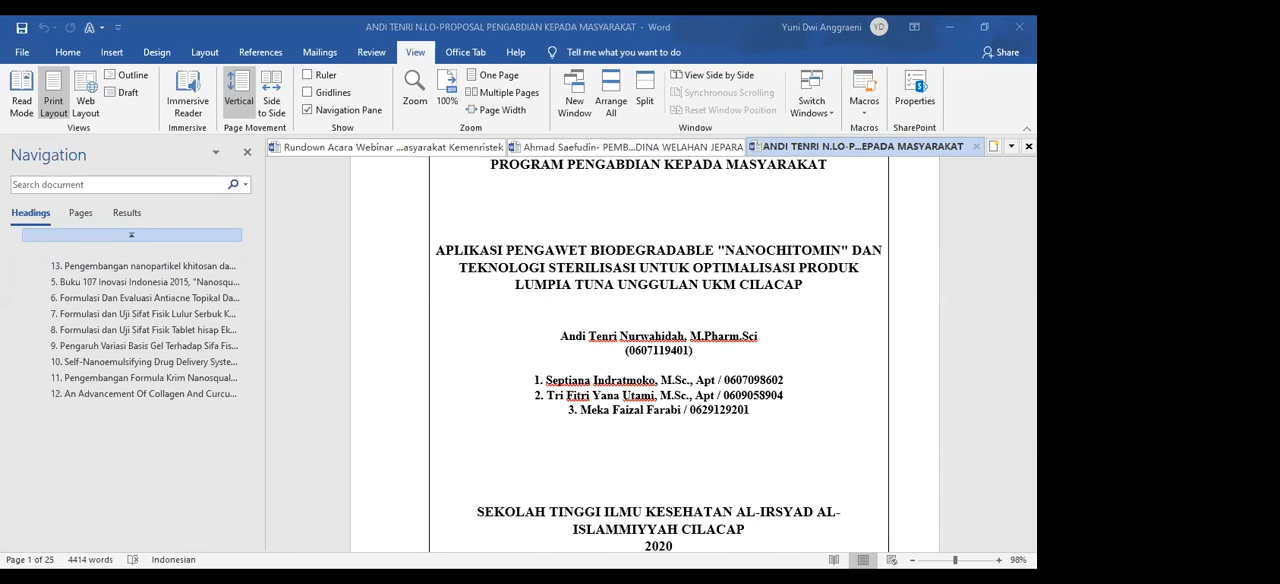 ANDI TENRI N.LO-PROPOSAL PENGABDIAN KEPADA MASYARAKAT - Word
Yuni Dwi Anggraeni
YD
File Home Insert Design Layout References Mailings Review View Office Tab Help Tell me what you want to do Share
Read Mode
Print Layout
Web Layout
Outline
Draft
Views
Immersive Reader
Immersive
Vertical
Side to Side
Page Movement
Ruler
Gridlines
Navigation Pane
Show
Zoom
100
100%
One Page
Multiple Pages
Page Width
Zoom
New Window
Arrange All
Split
View Side by Side
Synchronous Scrolling
Reset Window Position
Window
Switch Windows
Macros
Macros
Properties
SharePoint
Navigation
Search document
Headings Pages Results
13. Pengembangan nanopartikel khitosan da...
5. Buku 107 Inovasi Indonesia 2015, "Nanosqu...
6. Formulasi Dan Evaluasi Antiacne Topikal Da...
7. Formulasi dan Uji Sifat Fisik Lulur Serbuk K...
8. Formulasi dan Uji Sifat Fisik Tablet hisap Ek...
9. Pengaruh Variasi Basis Gel Terhadap Sifa Fis...
10. Self-Nanoemulsifying Drug Delivery Syste...
11. Pengembangan Formula Krim Nanosqual...
12. An Advancement Of Collagen And Curcu...
Rundown Acara Webinar ...asyarakat Kemenristek
Ahmad Saefudin- PEMB...DINA WELAHAN JEPARA
ANDI TENRI N.LO-P...EPADA MASYARAKAT
PROGRAM PENGABDIAN KEPADA MASYARAKAT
APLIKASI PENGAWET BIODEGRADABLE "NANOCHITOMIN" DAN
TEKNOLOGI STERILISASI UNTUK OPTIMALISASI PRODUK
LUMPIA TUNA UNGGULAN UKM CILACAP
Andi Tenri Nurwahidah, M.Pharm.Sci
(0607119401)
1. Septiana Indratmoko, M.Sc., Apt / 0607098602
2. Tri Fitri Yana Utami, M.Sc., Apt / 0609058904
3. Meka Faizal Farabi / 0629129201
SEKOLAH TINGGI ILMU KESEHATAN AL-IRSYAD AL-
ISLAMMIYYAH CILACAP
2020
Page 1 of 25 4414 words Indonesian 98%